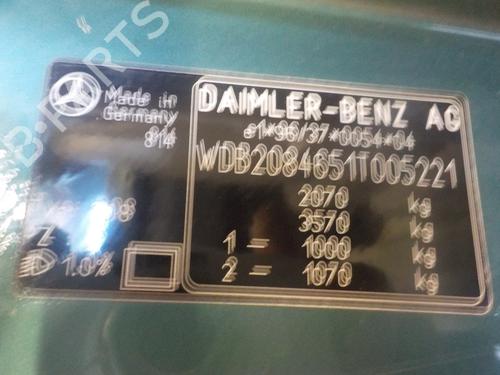 Made in
Germany
814
DAIMLER-BENZ AG
e1*96/37*0054*04
WDB2084651T005221
2070 kg
3570 kg
1 = 1000 kg
2 = 1070 kg
Z
1.0%
B-PARTS